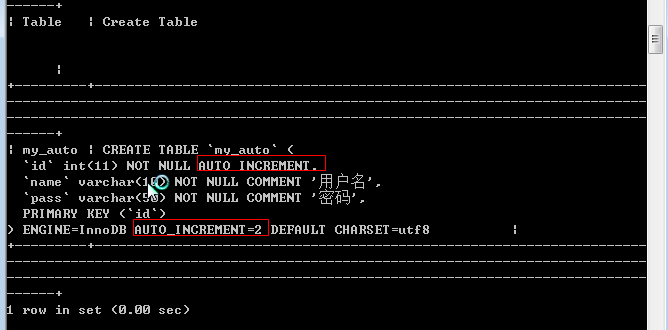 Table | Create Table
|
my_auto | CREATE TABLE `my_auto` (
`id` int(11) NOT NULL AUTO_INCREMENT,
`name` varchar(10) NOT NULL COMMENT '用户名',
`pass` varchar(50) NOT NULL COMMENT '密码',
PRIMARY KEY (`id`)
) ENGINE=InnoDB AUTO_INCREMENT=2 DEFAULT CHARSET=utf8 |
1 row in set (0.00 sec)